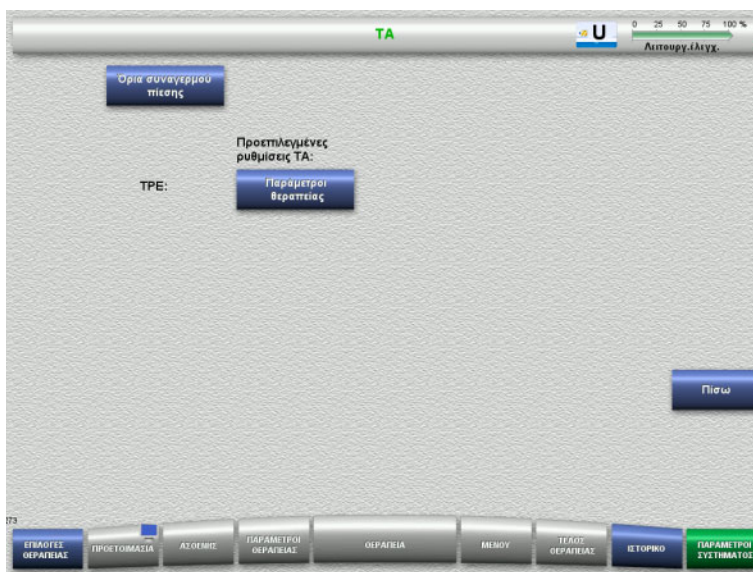 TA
U
0 25 50 75 100 %
Λειτουργ.έλεγχ.
Όρια συναγερμού
πίεσης
Προεπιλεγμένες
ρυθμίσεις TA:
TPE:
Παράμετροι
θεραπείας
Πίσω
273
ΕΠΙΛΟΓΕΣ
ΘΕΡΑΠΕΙΑΣ
ΠΡΟΕΤΟΙΜΑΣΙΑ
ΑΣΘΕΝΗΣ
ΠΑΡΑΜΕΤΡΟΙ
ΘΕΡΑΠΕΙΑΣ
ΘΕΡΑΠΕΙΑ
ΜΕΝΟΥ
ΤΕΛΟΣ
ΘΕΡΑΠΕΙΑΣ
ΙΣΤΟΡΙΚΟ
ΠΑΡΑΜΕΤΡΟΙ
ΣΥΣΤΗΜΑΤΟΣ